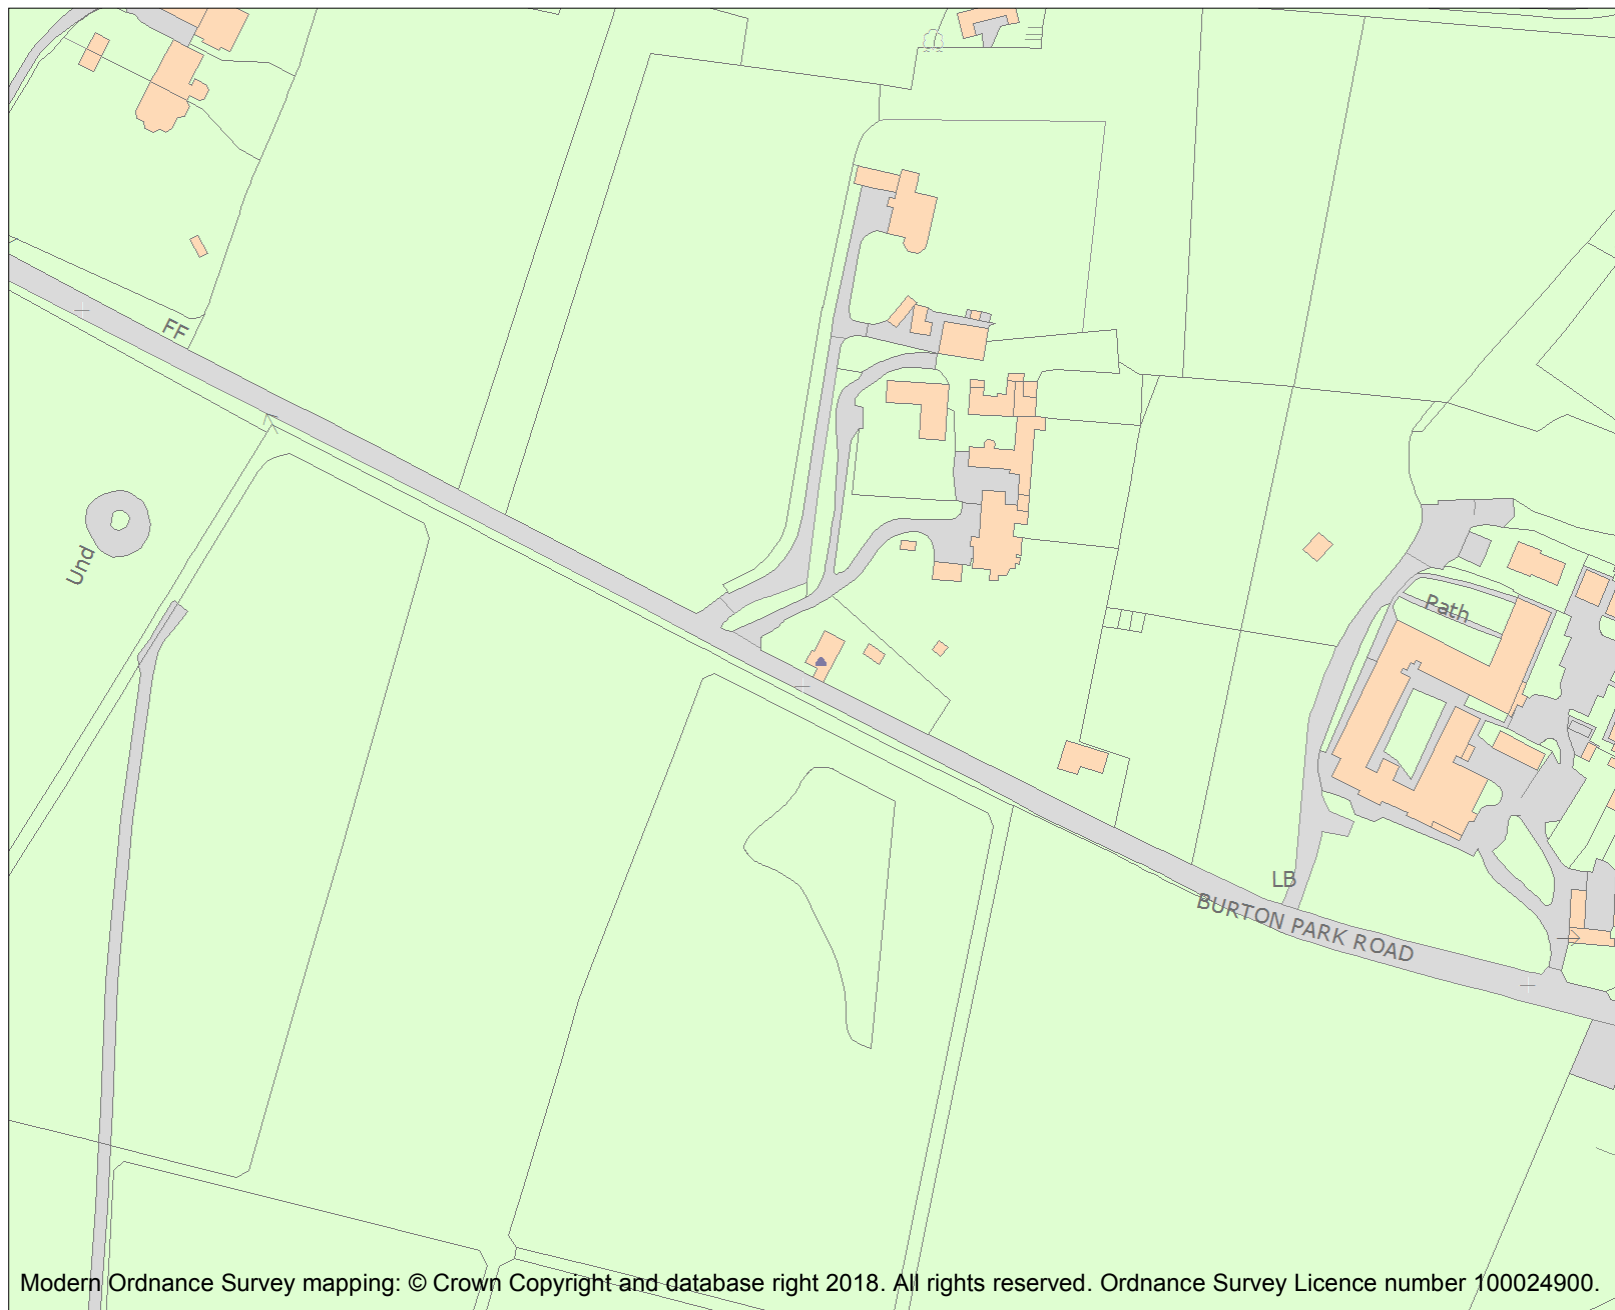 FF
Und
Path
LB
BURTON PARK ROAD
Modern Ordnance Survey mapping: © Crown Copyright and database right 2018. All rights reserved. Ordnance Survey Licence number 100024900.